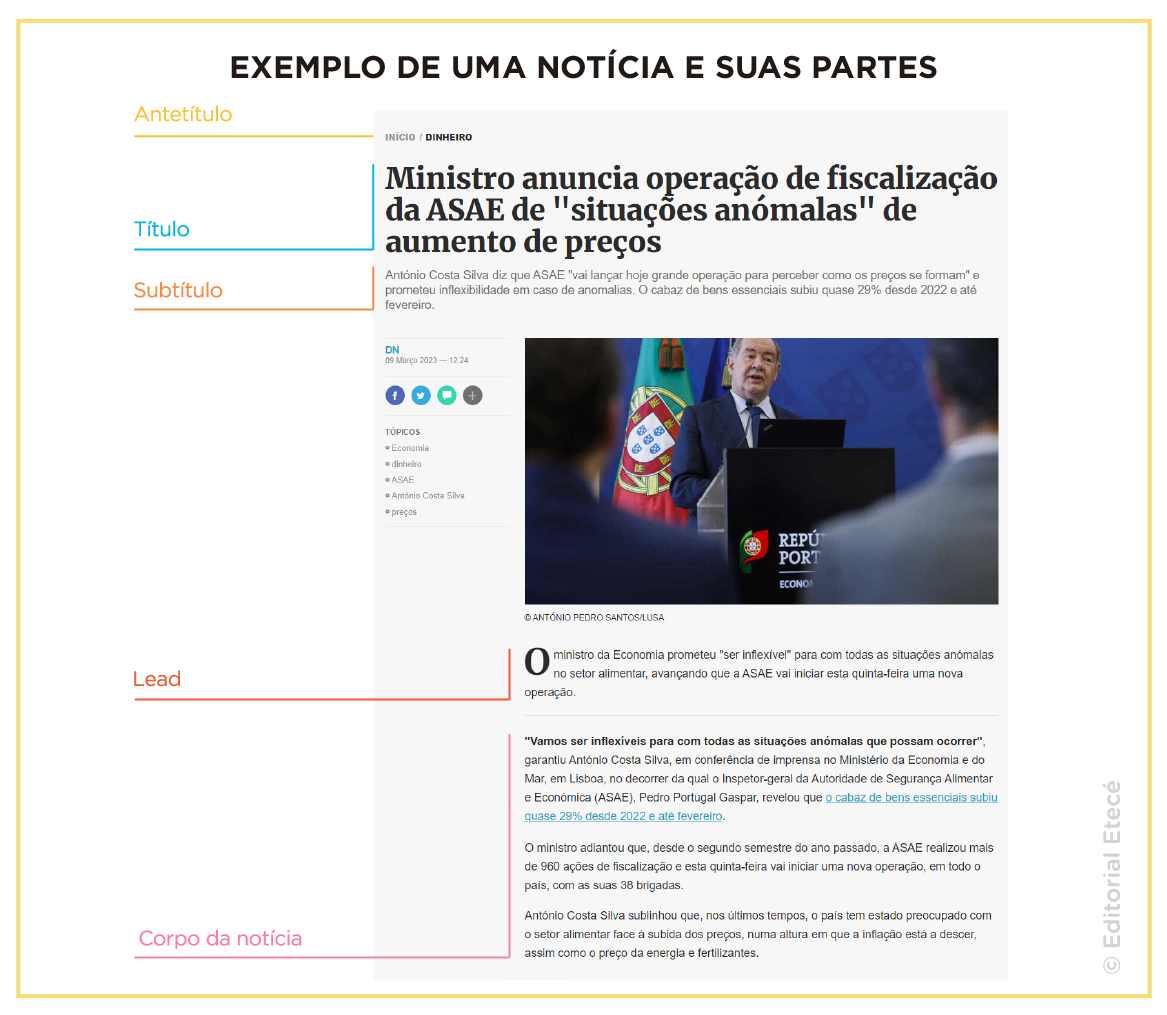 EXEMPLO DE UMA NOTÍCIA E SUAS PARTES
Antetítulo
INÍCIO / DINHEIRO
Título
Ministro anuncia operação de fiscalização
da ASAE de "situações anómalas" de
aumento de preços
Subtítulo
António Costa Silva diz que ASAE "vai lançar hoje grande operação para perceber como os preços se formam" e
prometeu inflexibilidade em caso de anomalias. O cabaz de bens essenciais subiu quase 29% desde 2022 e até
fevereiro.
DN
09 Março 2023 — 12:24
TÓPICOS
Economia
dinheiro
ASAE
António Costa Silva
preços
REPÚ
PORT
ECONO
© ANTÓNIO PEDRO SANTOS/LUSA
Lead
O ministro da Economia prometeu "ser inflexível" para com todas as situações anómalas
no setor alimentar, avançando que a ASAE vai iniciar esta quinta-feira uma nova
operação.
Corpo da notícia
"Vamos ser inflexíveis para com todas as situações anómalas que possam ocorrer",
garantiu António Costa Silva, em conferência de imprensa no Ministério da Economia e do
Mar, em Lisboa, no decorrer da qual o Inspetor-geral da Autoridade de Segurança Alimentar
e Económica (ASAE), Pedro Portugal Gaspar, revelou que o cabaz de bens essenciais subiu
quase 29% desde 2022 e até fevereiro.
O ministro adiantou que, desde o segundo semestre do ano passado, a ASAE realizou mais
de 960 ações de fiscalização e esta quinta-feira vai iniciar uma nova operação, em todo o
país, com as suas 38 brigadas.
António Costa Silva sublinhou que, nos últimos tempos, o país tem estado preocupado com
o setor alimentar face à subida dos preços, numa altura em que a inflação está a descer,
assim como o preço da energia e fertilizantes.
© Editorial Etecé